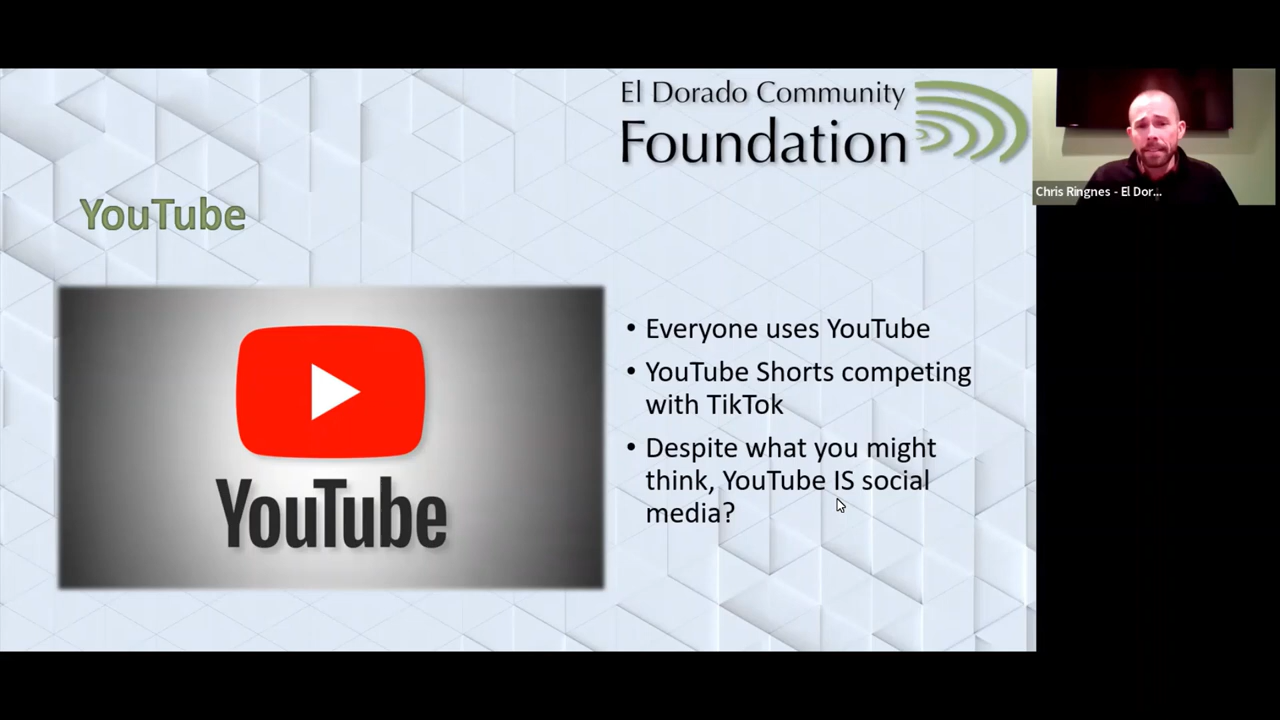 El Dorado Community
Foundation
Chris Ringnes - El Dor...
YouTube
YouTube
• Everyone uses YouTube
• YouTube Shorts competing
with TikTok
• Despite what you might
think, YouTube IS social
media?